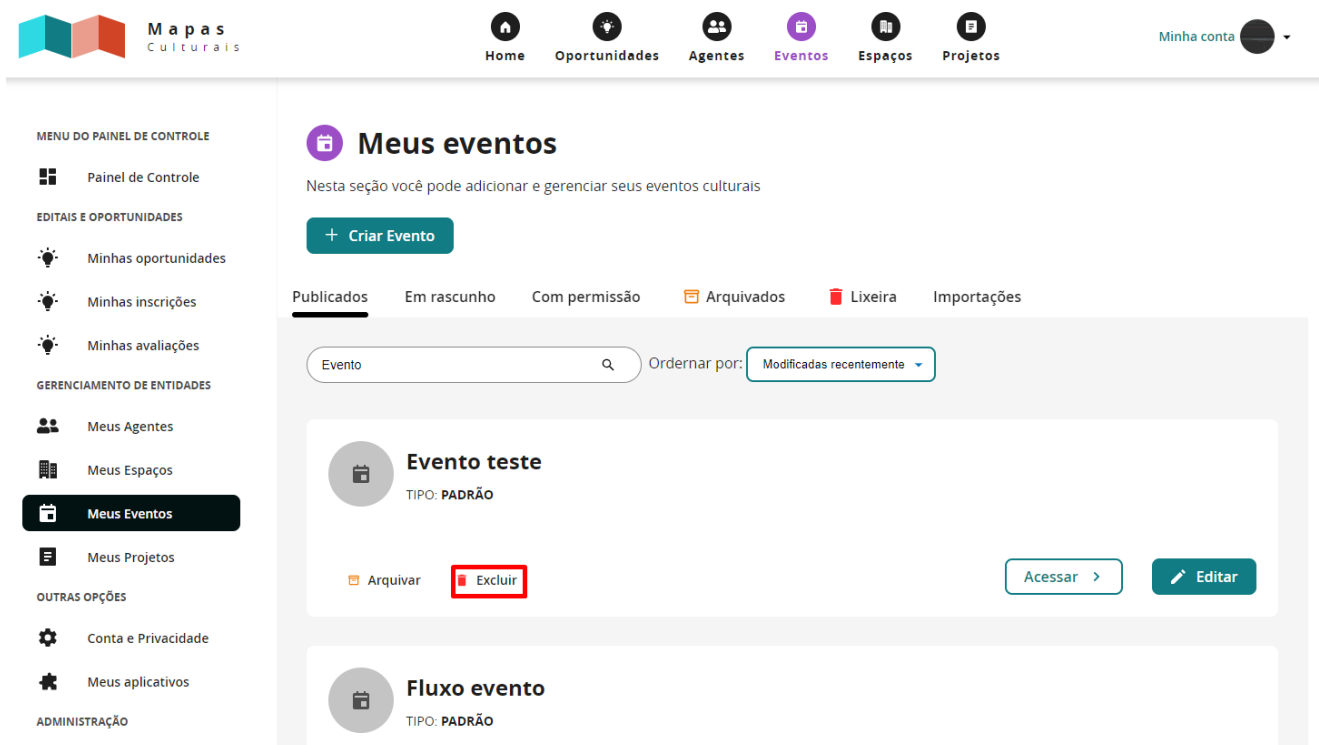 Mapas
Culturais
Home
Oportunidades
Agentes
Eventos
Espaços
Projetos
Minha conta
MENU DO PAINEL DE CONTROLE
Painel de Controle
EDITAIS E OPORTUNIDADES
Minhas oportunidades
Minhas inscrições
Minhas avaliações
GERENCIAMENTO DE ENTIDADES
Meus Agentes
Meus Espaços
Meus Eventos
Meus Projetos
OUTRAS OPÇÕES
Conta e Privacidade
Meus aplicativos
ADMINISTRAÇÃO
Meus eventos
Nesta seção você pode adicionar e gerenciar seus eventos culturais
+ Criar Evento
Publicados
Em rascunho
Com permissão
Arquivados
Lixeira
Importações
Evento
Ordernar por:
Modificadas recentemente
Evento teste
TIPO: PADRÃO
Arquivar
Excluir
Acessar >
Editar
Fluxo evento
TIPO: PADRÃO